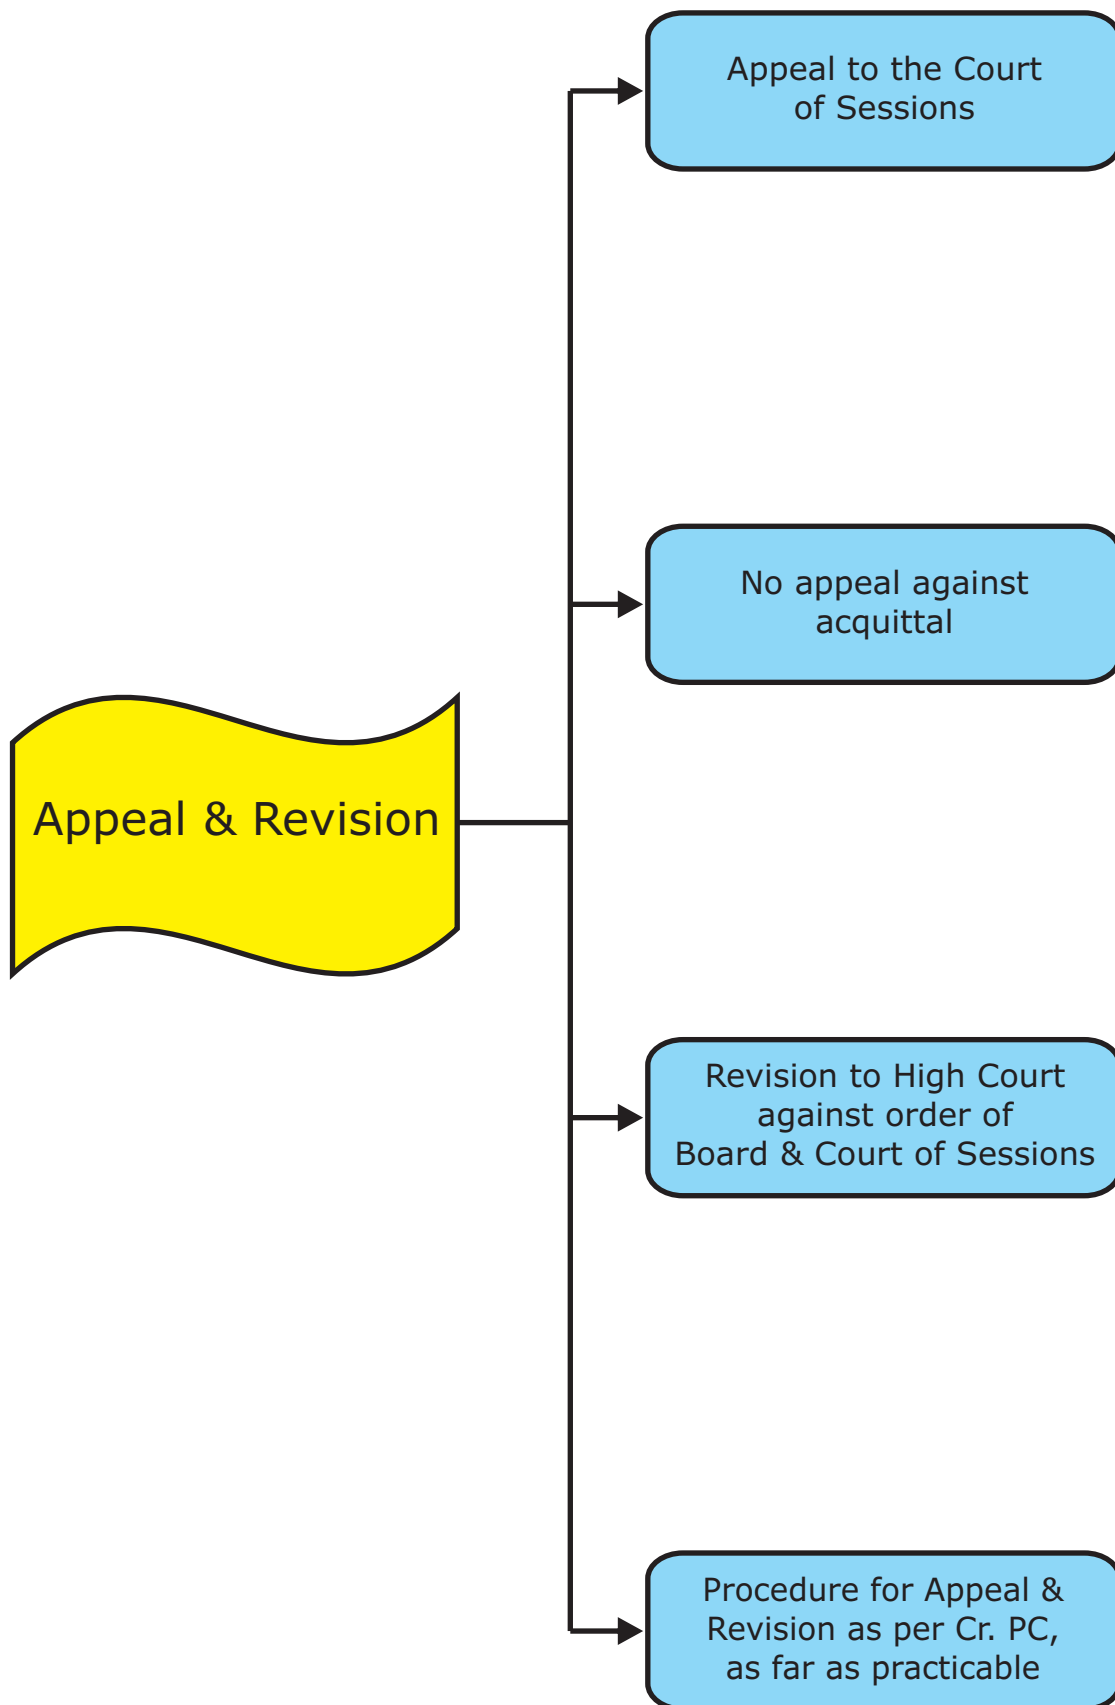 Appeal to the Court
of Sessions
No appeal against
acquittal
Appeal & Revision
Revision to High Court
against order of
Board & Court of Sessions
Procedure for Appeal &
Revision as per Cr. PC,
as far as practicable